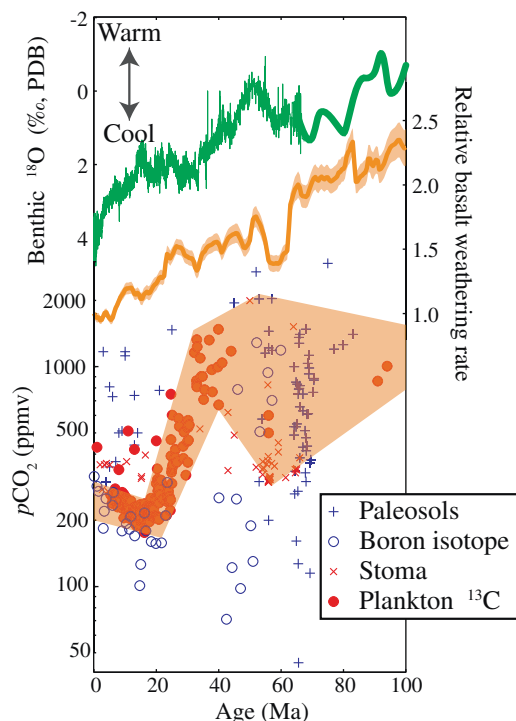 -2
Warm
0
Cool
2
4
Benthic ¹⁸O (‰, PDB)
2.5
2.0
1.5
1.0
Relative basalt weathering rate
2000
1000
500
200
100
50
pCO₂ (ppmv)
Paleosols
Boron isotope
Stoma
Plankton ¹³C
0 20 40 60 80 100
Age (Ma)